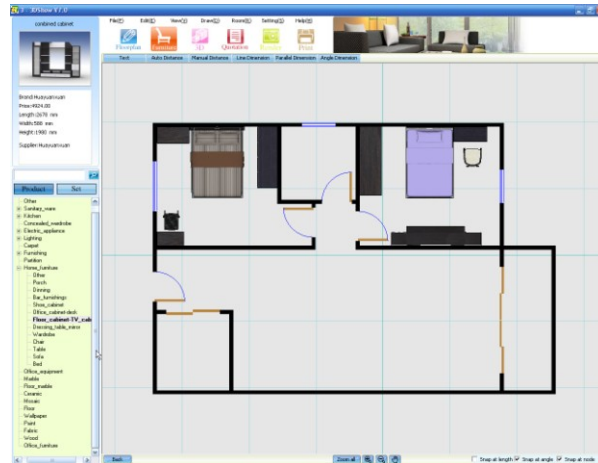 combined cabinet
File(F) Edit(E) View(V) Draw(D) Room(R) Setting(S) Help(H)
Floorplan Furniture 3D Quotation Render Print
Text Auto Distance Manual Distance Line Dimension Parallel Dimension Angle Dimension
Brand:Huayuanxuan
Price:4924.00
Length:2676 mm
Width:500 mm
Height:1980 mm
Supplier:Huayuanxuan
Product Set
Other
Sanitary_ware
Kitchen
Concealed_wardrobe
Electric_appliance
Lighting
Carpet
Furnishing
Partition
Home_furniture
Other
Porch
Dinning
Bar_furnishings
Shoe_cabinet
Office_cabinet-desk
Floor_cabinet-TV_cab
Dressing_table_mirror
Wardrobe
Chair
Table
Sofa
Bed
Office_equipment
Marble
Floor_marble
Ceramic
Mosaic
Floor
Wallpaper
Paint
Fabric
Wood
Office_furniture
Back
Zoom all
Snap at length Snap at angle Snap at node